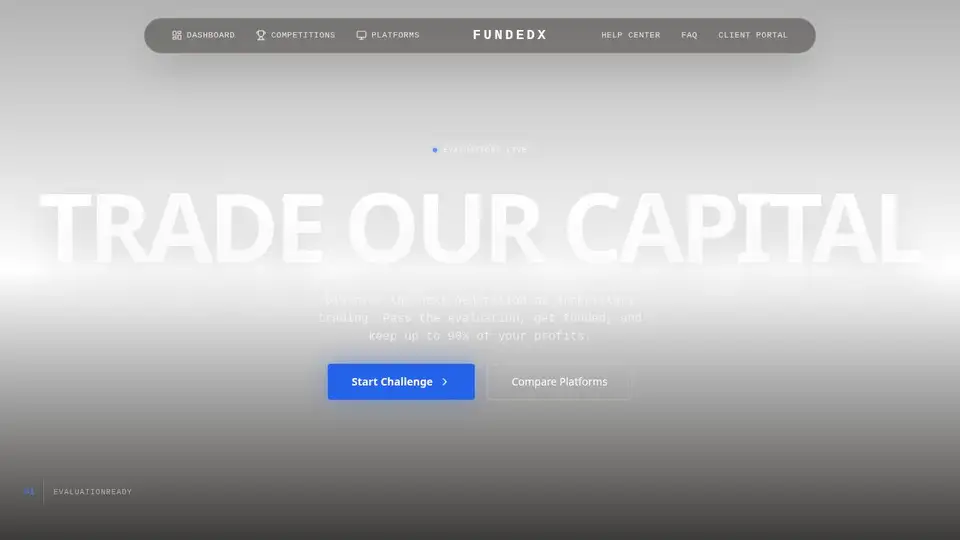 DASHBOARD
COMPETITIONS
PLATFORMS
FUNDEDX
HELP CENTER
FAQ
CLIENT PORTAL
TRADE OUR CAPITAL
trading. Pass the evaluation, get funded, and
keep up to 90% of your profits.
Start Challenge
Compare Platforms
EVALUATIONREADY